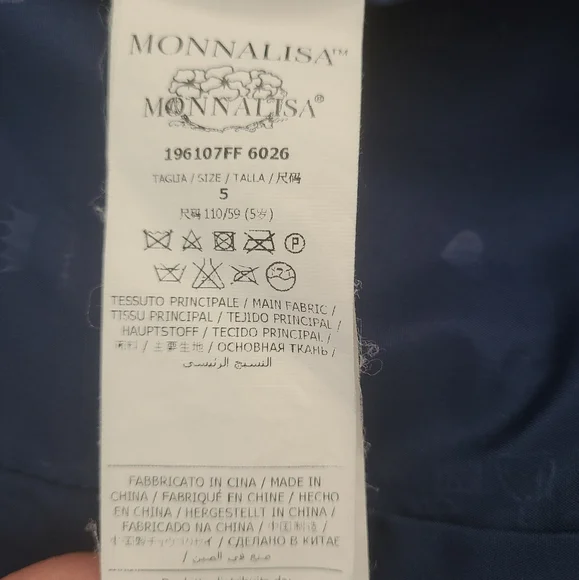 MONNALISA™
MONNALISA®
196107FF 6026
TAGLIA / SIZE / TALLA / 尺码
5
尺码 110/59 (5岁)
P
TESSUTO PRINCIPALE / MAIN FABRIC /
TISSU PRINCIPAL / TEJIDO PRINCIPAL /
HAUPTSTOFF / TECIDO PRINCIPAL /
/ 主要生地 / ОСНОВНАЯ ТКАНЬ /
النسيج الرئيسي
FABBRICATO IN CINA / MADE IN
CHINA / FABRIQUÉ EN CHINE / HECHO
EN CHINA / HERGESTELLT IN CHINA /
FABRICADO NA CHINA / 中国制造 /
/ СДЕЛАНО В КИТАЕ
/ صنع في الصين